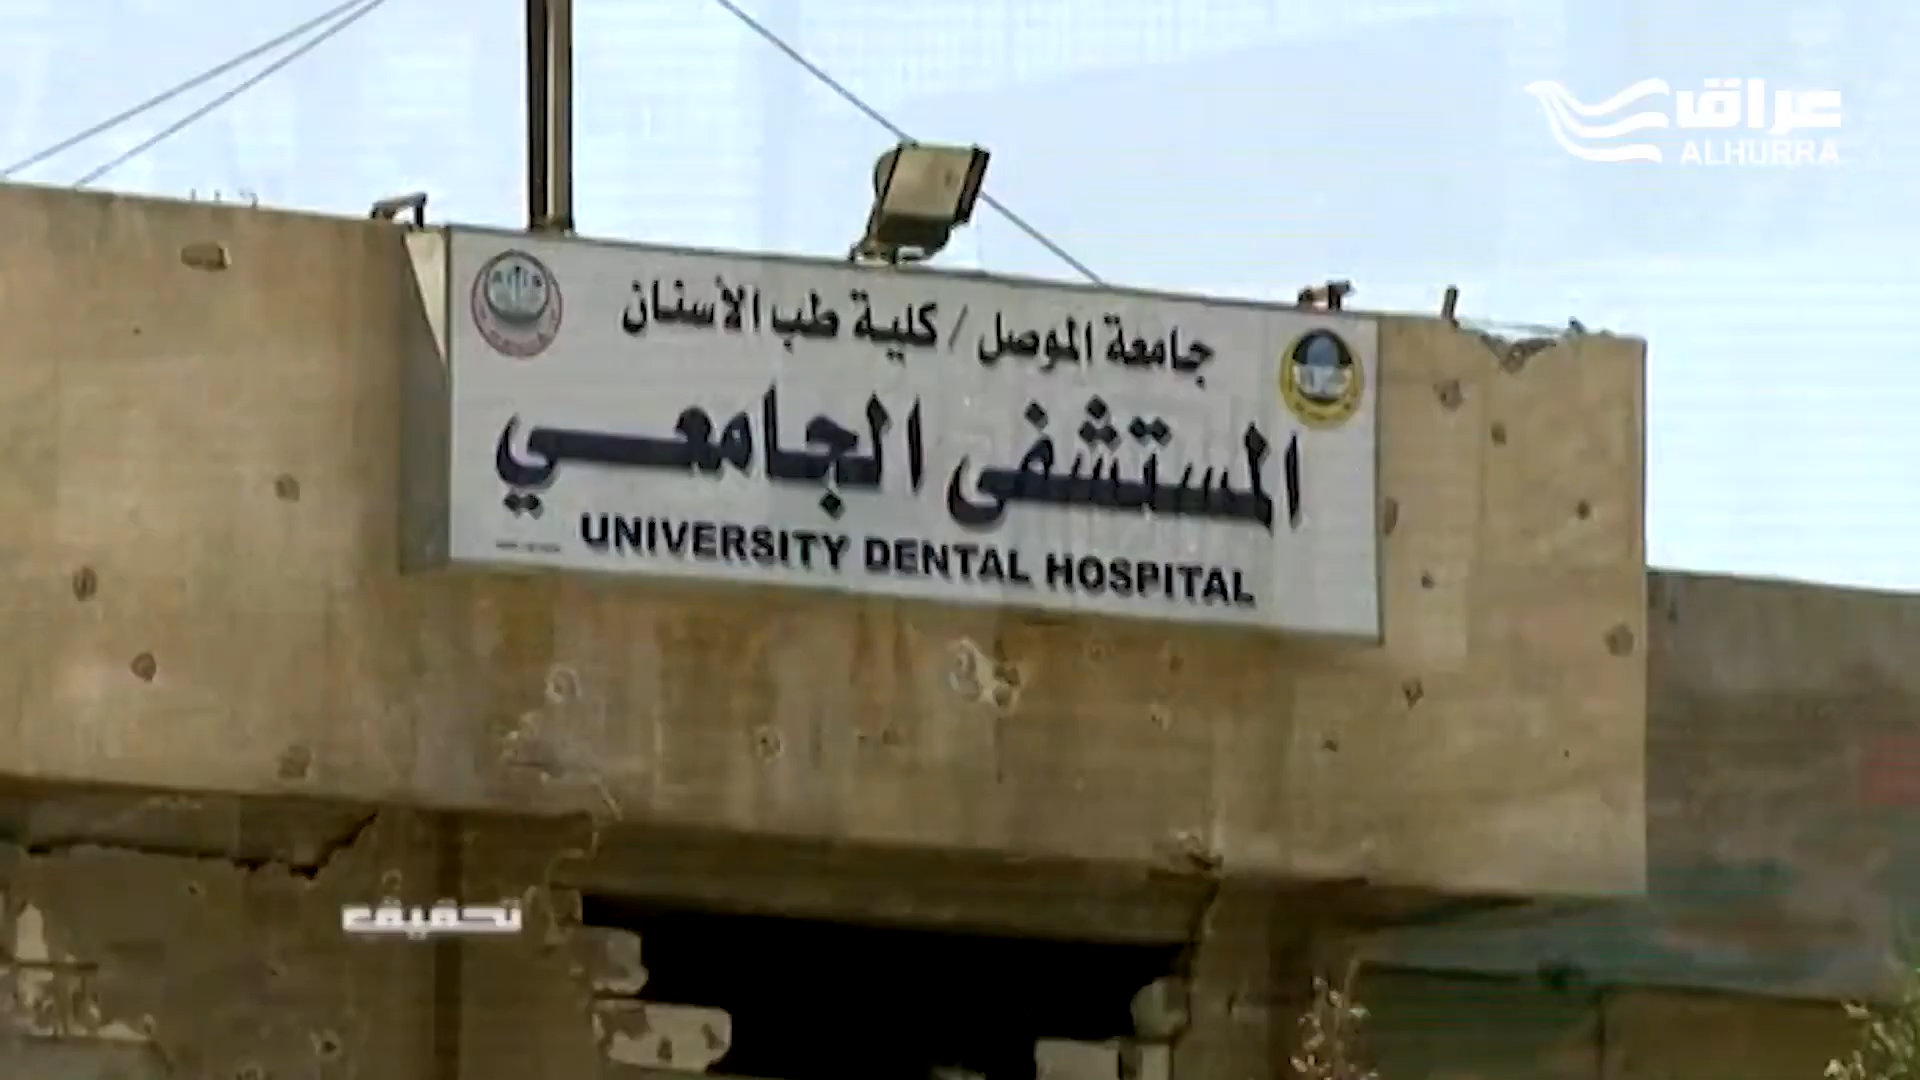 عراق
ALHURRA
جامعة الموصل / كلية طب الأسنان
المستشفى الجامعي
UNIVERSITY DENTAL HOSPITAL
تحقيق